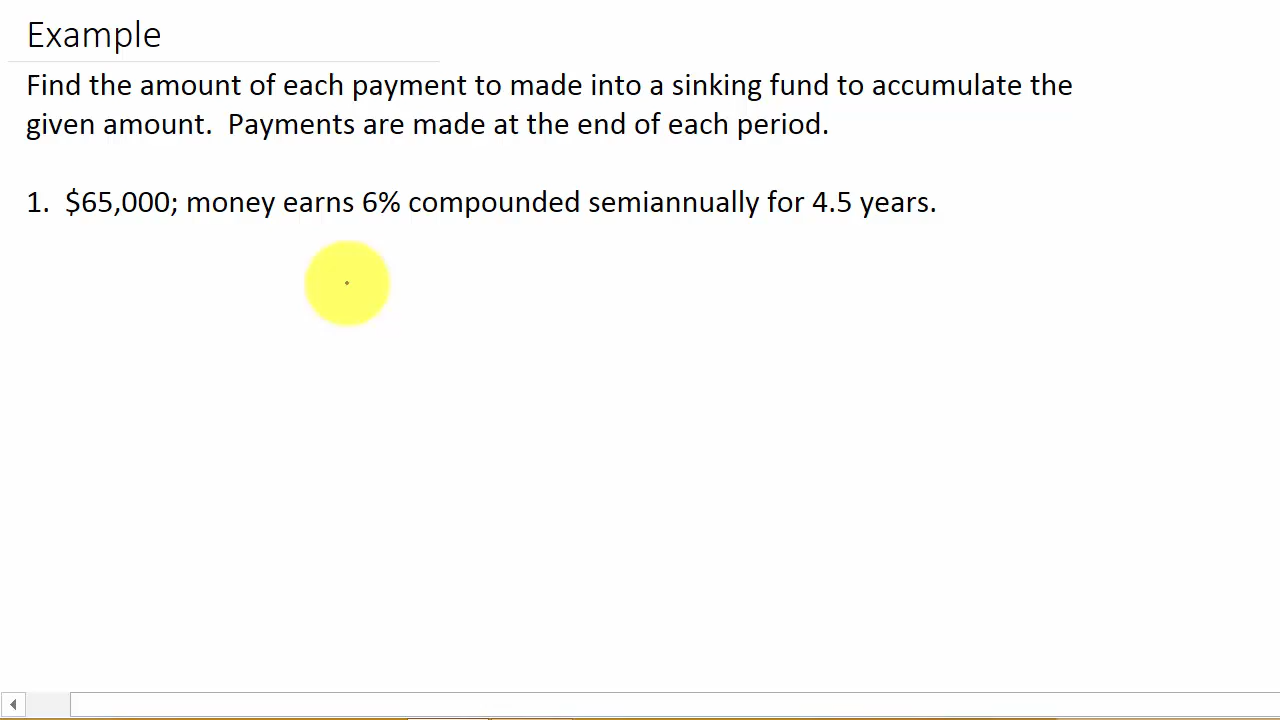 Example
Find the amount of each payment to made into a sinking fund to accumulate the
given amount.  Payments are made at the end of each period.
1.  $65,000; money earns 6% compounded semiannually for 4.5 years.